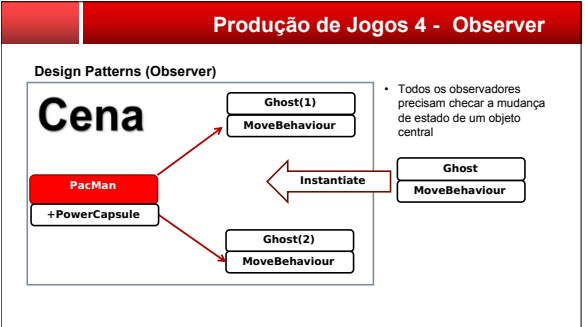 Produção de Jogos 4 - Observer
Design Patterns (Observer)
Cena
Ghost(1)
MoveBehaviour
PacMan
+PowerCapsule
Instantiate
Ghost(2)
MoveBehaviour
• Todos os observadores
precisam checar a mudança
de estado de um objeto
central
Ghost
MoveBehaviour